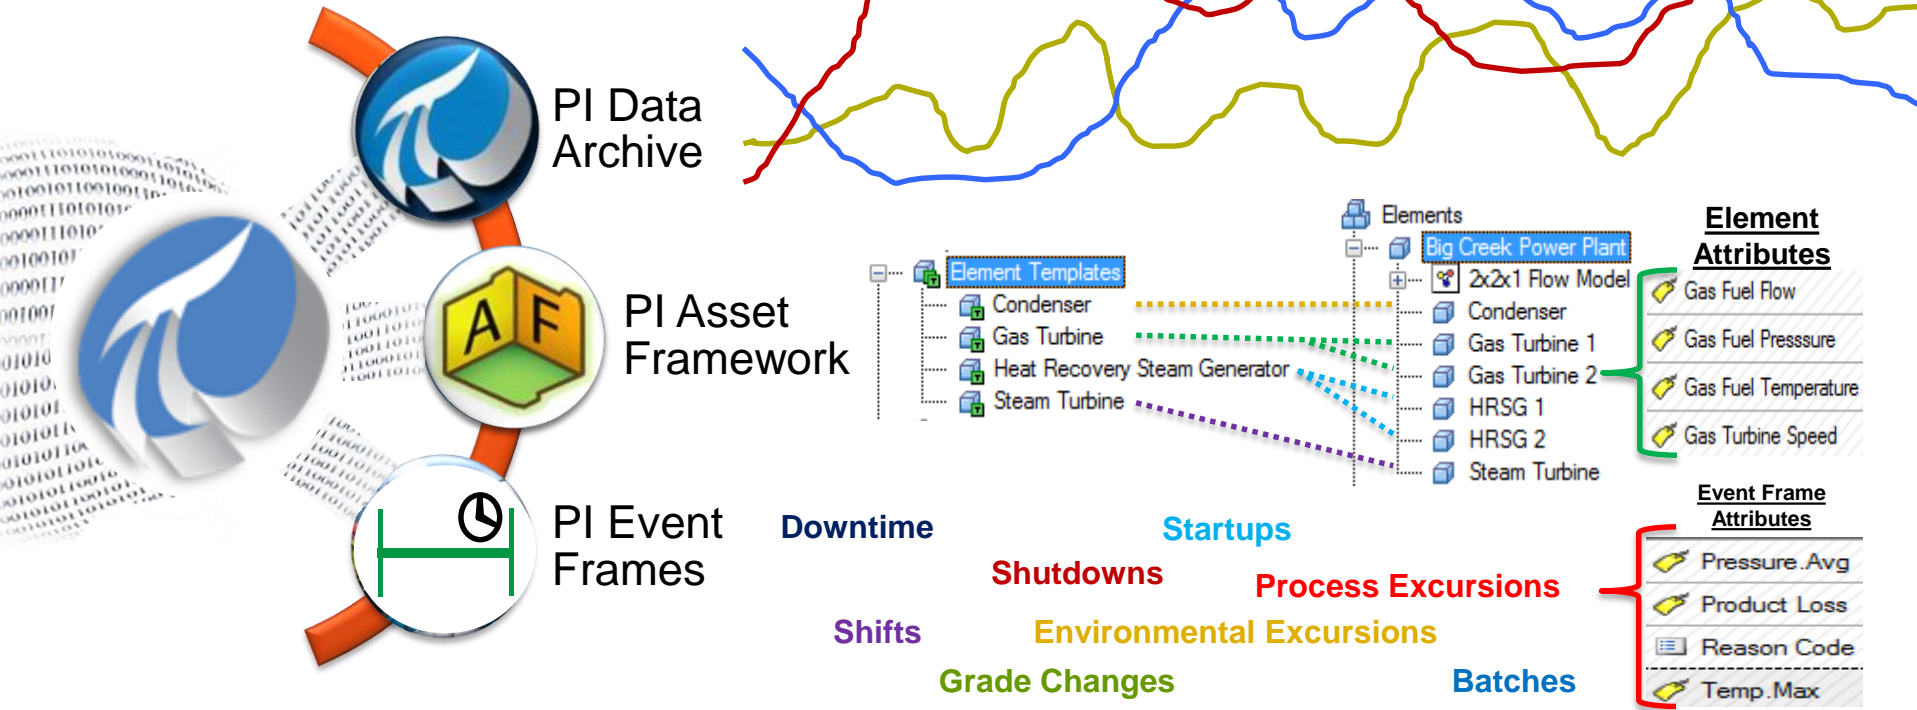 PI Data
Archive
PI Asset
Framework
PI Event
Frames
A F
Element Templates
Condenser
Gas Turbine
Heat Recovery Steam Generator
Steam Turbine
Elements
Big Creek Power Plant
2x2x1 Flow Model
Condenser
Gas Turbine 1
Gas Turbine 2
HRSG 1
HRSG 2
Steam Turbine
Element
Attributes
Gas Fuel Flow
Gas Fuel Presssure
Gas Fuel Temperature
Gas Turbine Speed
Downtime
Startups
Shutdowns
Process Excursions
Shifts
Environmental Excursions
Grade Changes
Batches
Event Frame
Attributes
Pressure.Avg
Product Loss
Reason Code
Temp.Max